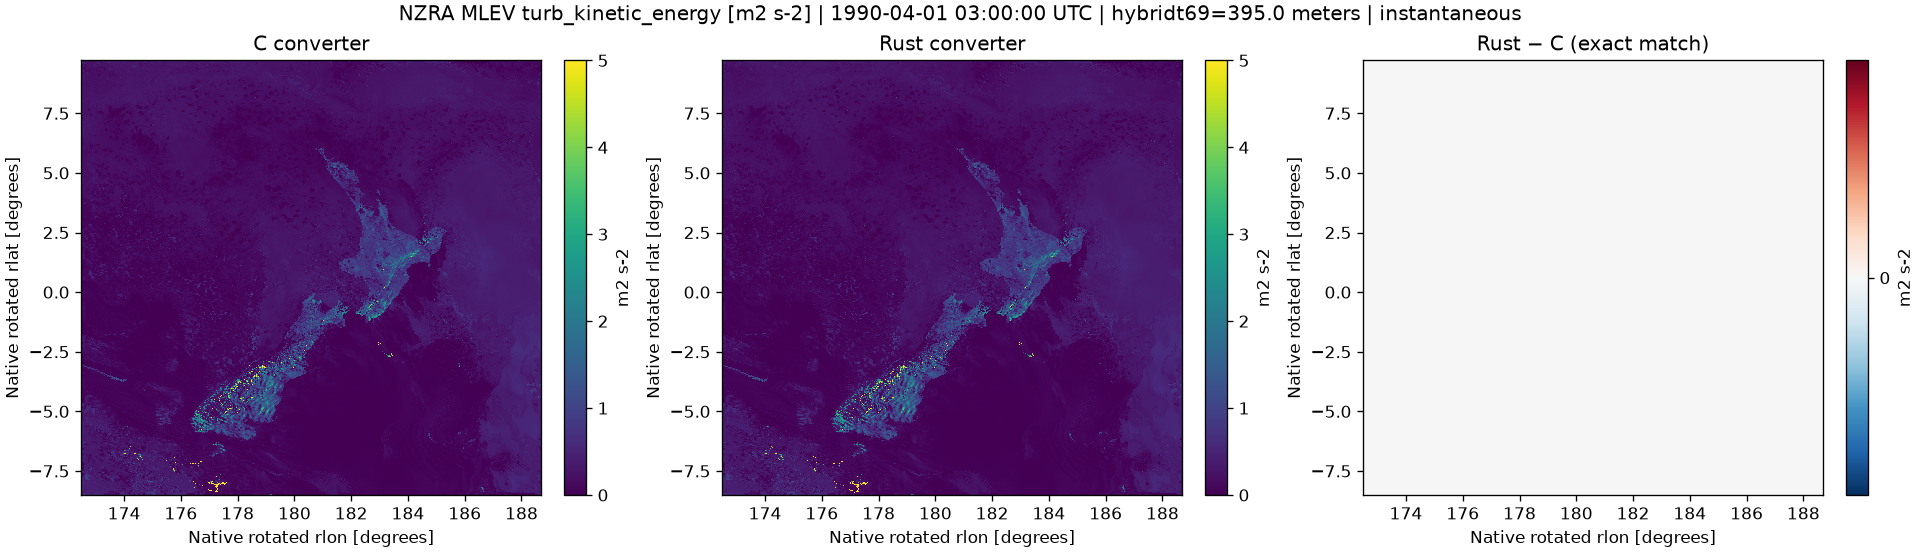 NZRA MLEV turb_kinetic_energy [m2 s-2] | 1990-04-01 03:00:00 UTC | hybridt69=395.0 meters | instantaneous
C converter
7.5
5.0
2.5
0.0
−2.5
−5.0
−7.5
174 176 178 180 182 184 186 188
Native rotated rlon [degrees]
Native rotated rlat [degrees]
5
4
3
2
1
0
m2 s-2
Rust converter
7.5
5.0
2.5
0.0
−2.5
−5.0
−7.5
174 176 178 180 182 184 186 188
Native rotated rlon [degrees]
Native rotated rlat [degrees]
5
4
3
2
1
0
m2 s-2
Rust − C (exact match)
7.5
5.0
2.5
0.0
−2.5
−5.0
−7.5
174 176 178 180 182 184 186 188
Native rotated rlon [degrees]
Native rotated rlat [degrees]
0
m2 s-2